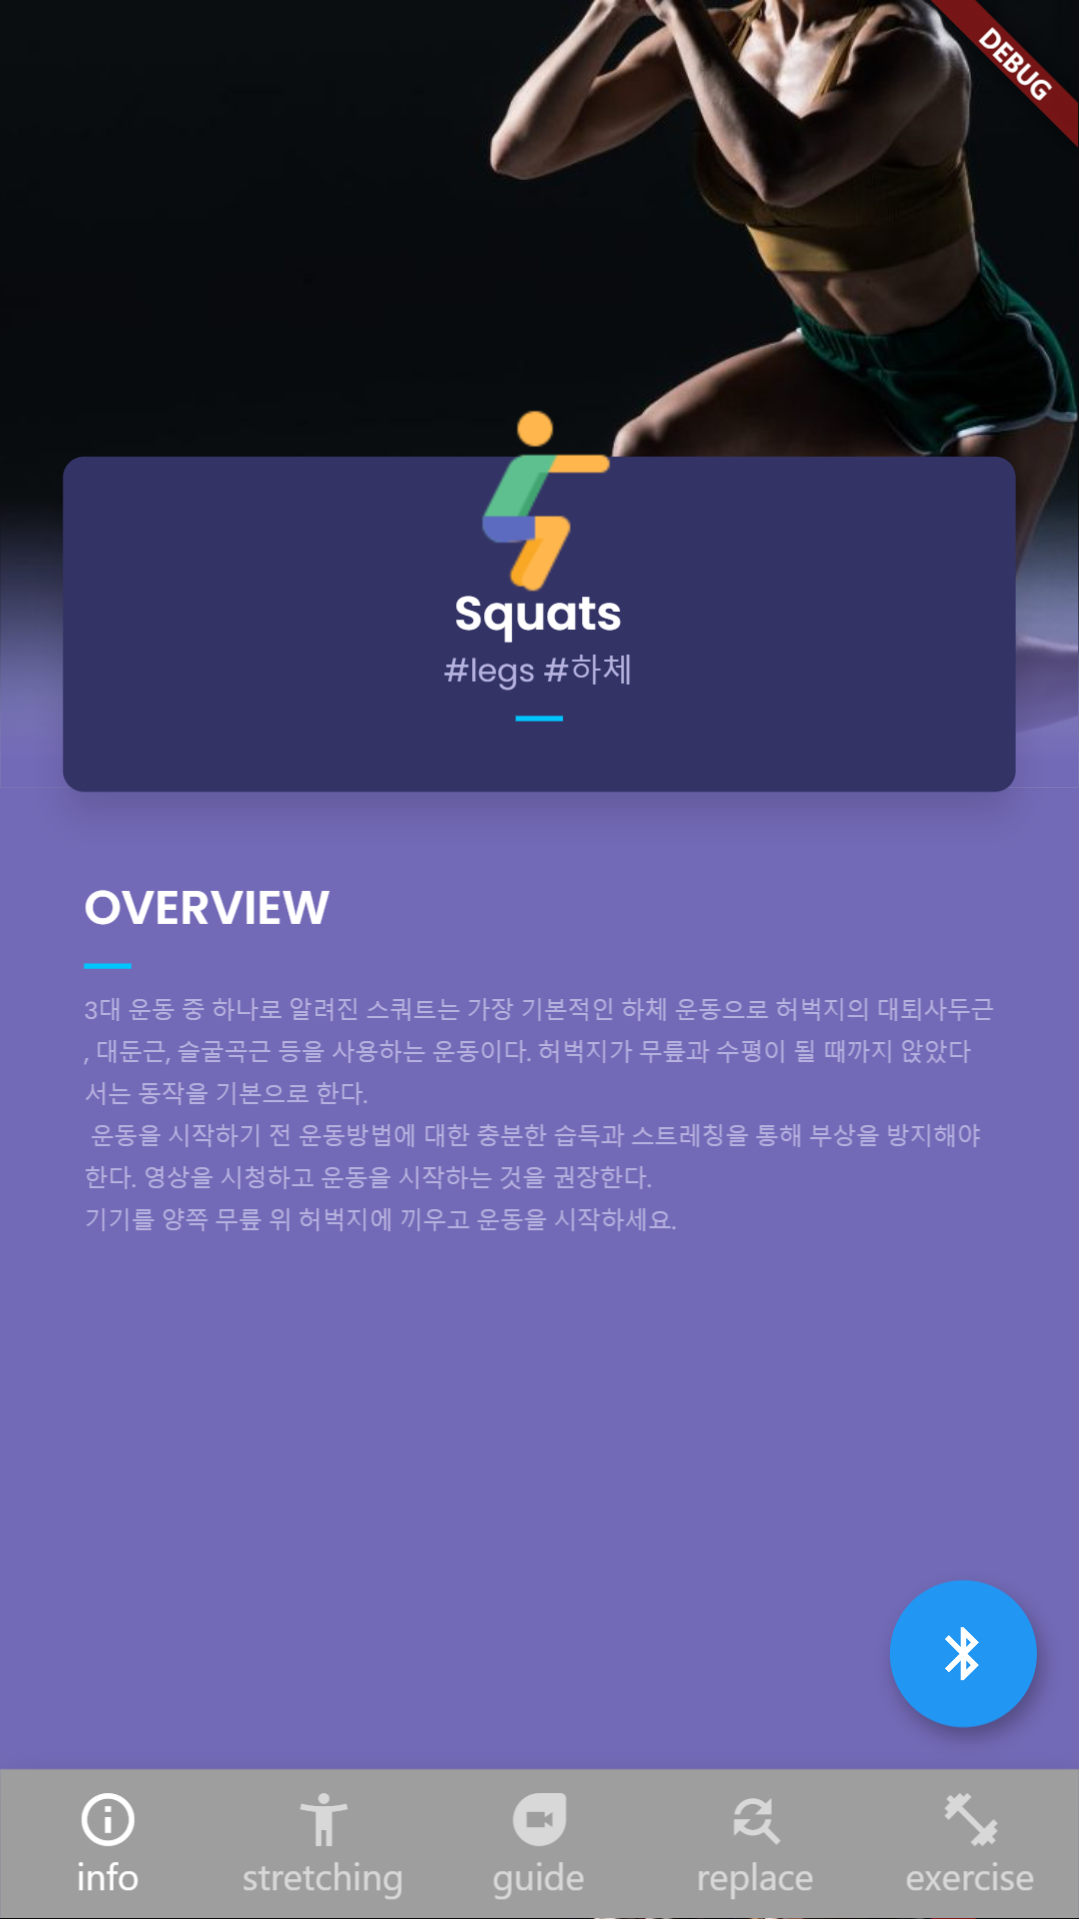 DEBUG
Squats
#legs #하체
OVERVIEW
3대 운동 중 하나로 알려진 스쿼트는 가장 기본적인 하체 운동으로 허벅지의 대퇴사두근
, 대둔근, 슬굴곡근 등을 사용하는 운동이다. 허벅지가 무릎과 수평이 될 때까지 앉았다
서는 동작을 기본으로 한다.
운동을 시작하기 전 운동방법에 대한 충분한 습득과 스트레칭을 통해 부상을 방지해야
한다. 영상을 시청하고 운동을 시작하는 것을 권장한다.
기기를 양쪽 무릎 위 허벅지에 끼우고 운동을 시작하세요.
info
stretching
guide
replace
exercise